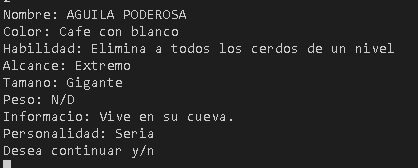 Nombre: AGUILA PODEROSA
Color: Cafe con blanco
Habilidad: Elimina a todos los cerdos de un nivel
Alcance: Extremo
Tamano: Gigante
Peso: N/D
Informacio: Vive en su cueva.
Personalidad: Seria
Desea continuar y/n